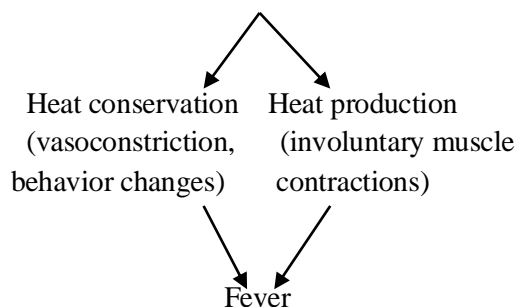 Heat conservation Heat production
(vasoconstriction, (involuntary muscle
behavior changes) contractions)
Fever